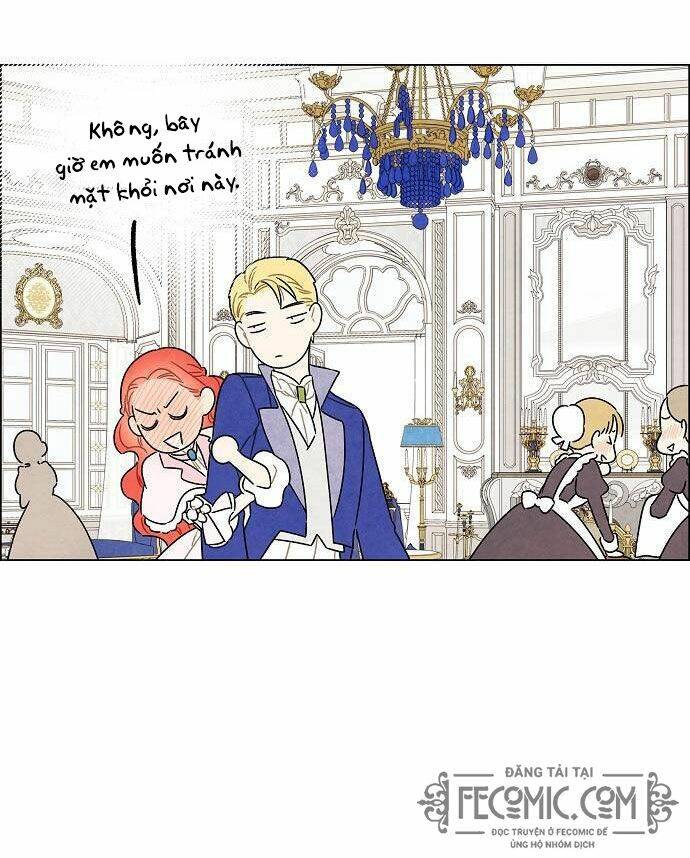 Không, bây
giờ em muốn tránh
mặt khỏi nơi này.
ĐĂNG TẢI TẠI
FECOMIC.COM
ĐỌC TRUYỆN Ở FECOMIC ĐỂ
ỦNG HỘ NHÓM DỊCH